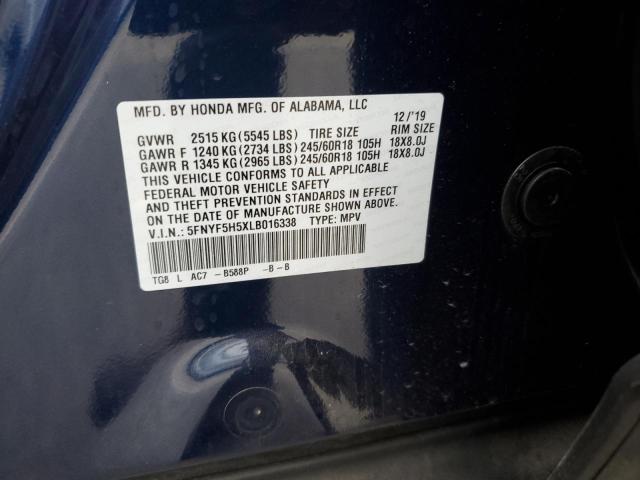 MFD. BY HONDA MFG. OF ALABAMA, LLC 12/'19
GVWR 2515 KG (5545 LBS) TIRE SIZE RIM SIZE
GAWR F 1240 KG (2734 LBS) 245/60R18 105H 18X8.0J
GAWR R 1345 KG (2965 LBS) 245/60R18 105H 18X8.0J
THIS VEHICLE CONFORMS TO ALL APPLICABLE
FEDERAL MOTOR VEHICLE SAFETY
AND THEFT PREVENTION STANDARDS IN EFFECT
ON THE DATE OF MANUFACTURE SHOWN ABOVE.
V.I.N.: 5FNYF5H5XLB016338 TYPE: MPV
TG8 L AC7 -B588P -B-B